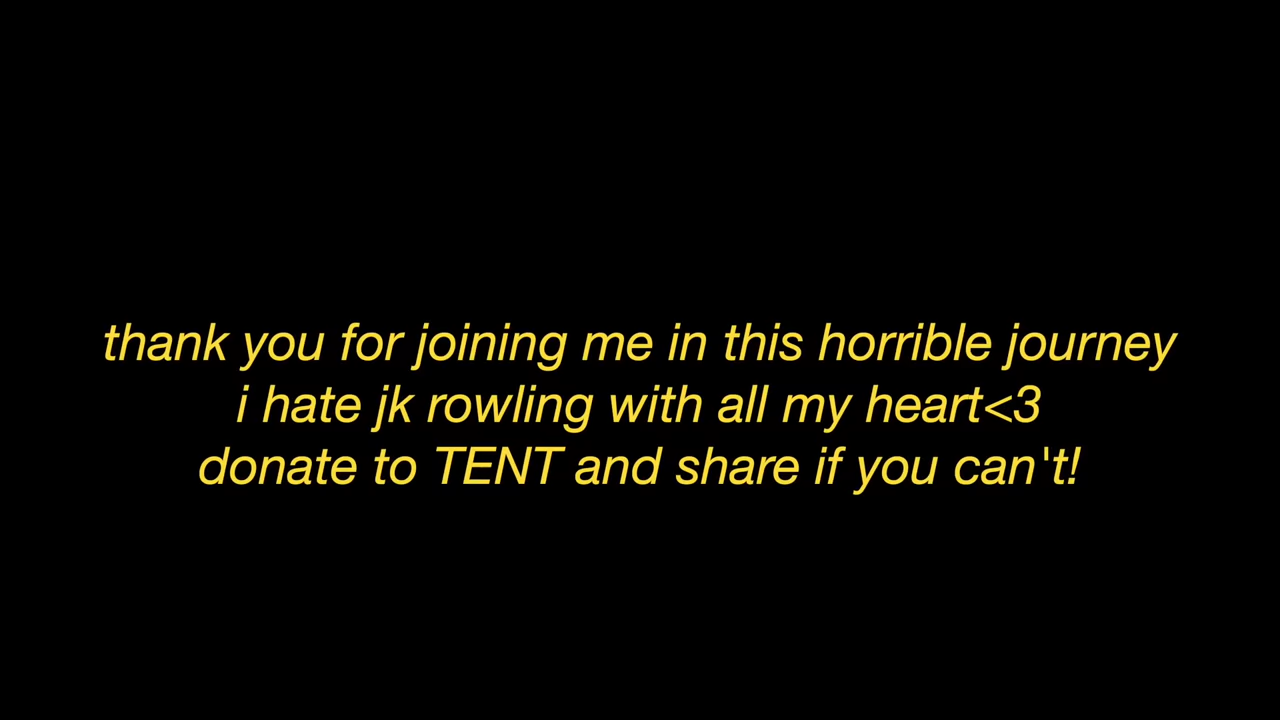 thank you for joining me in this horrible journey
i hate jk rowling with all my heart<3
donate to TENT and share if you can't!